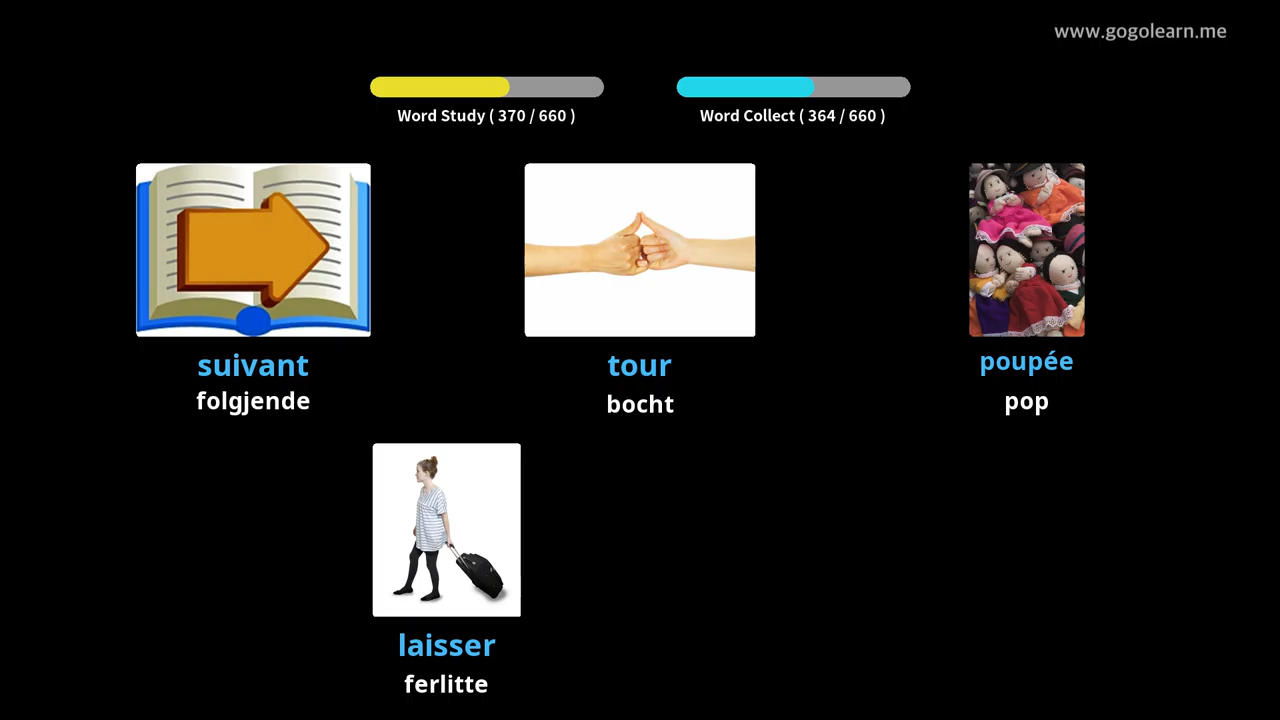 www.gogolearn.me
Word Study ( 370 / 660 )
Word Collect ( 364 / 660 )
suivant
folgjende
tour
bocht
poupée
pop
laisser
ferlitte